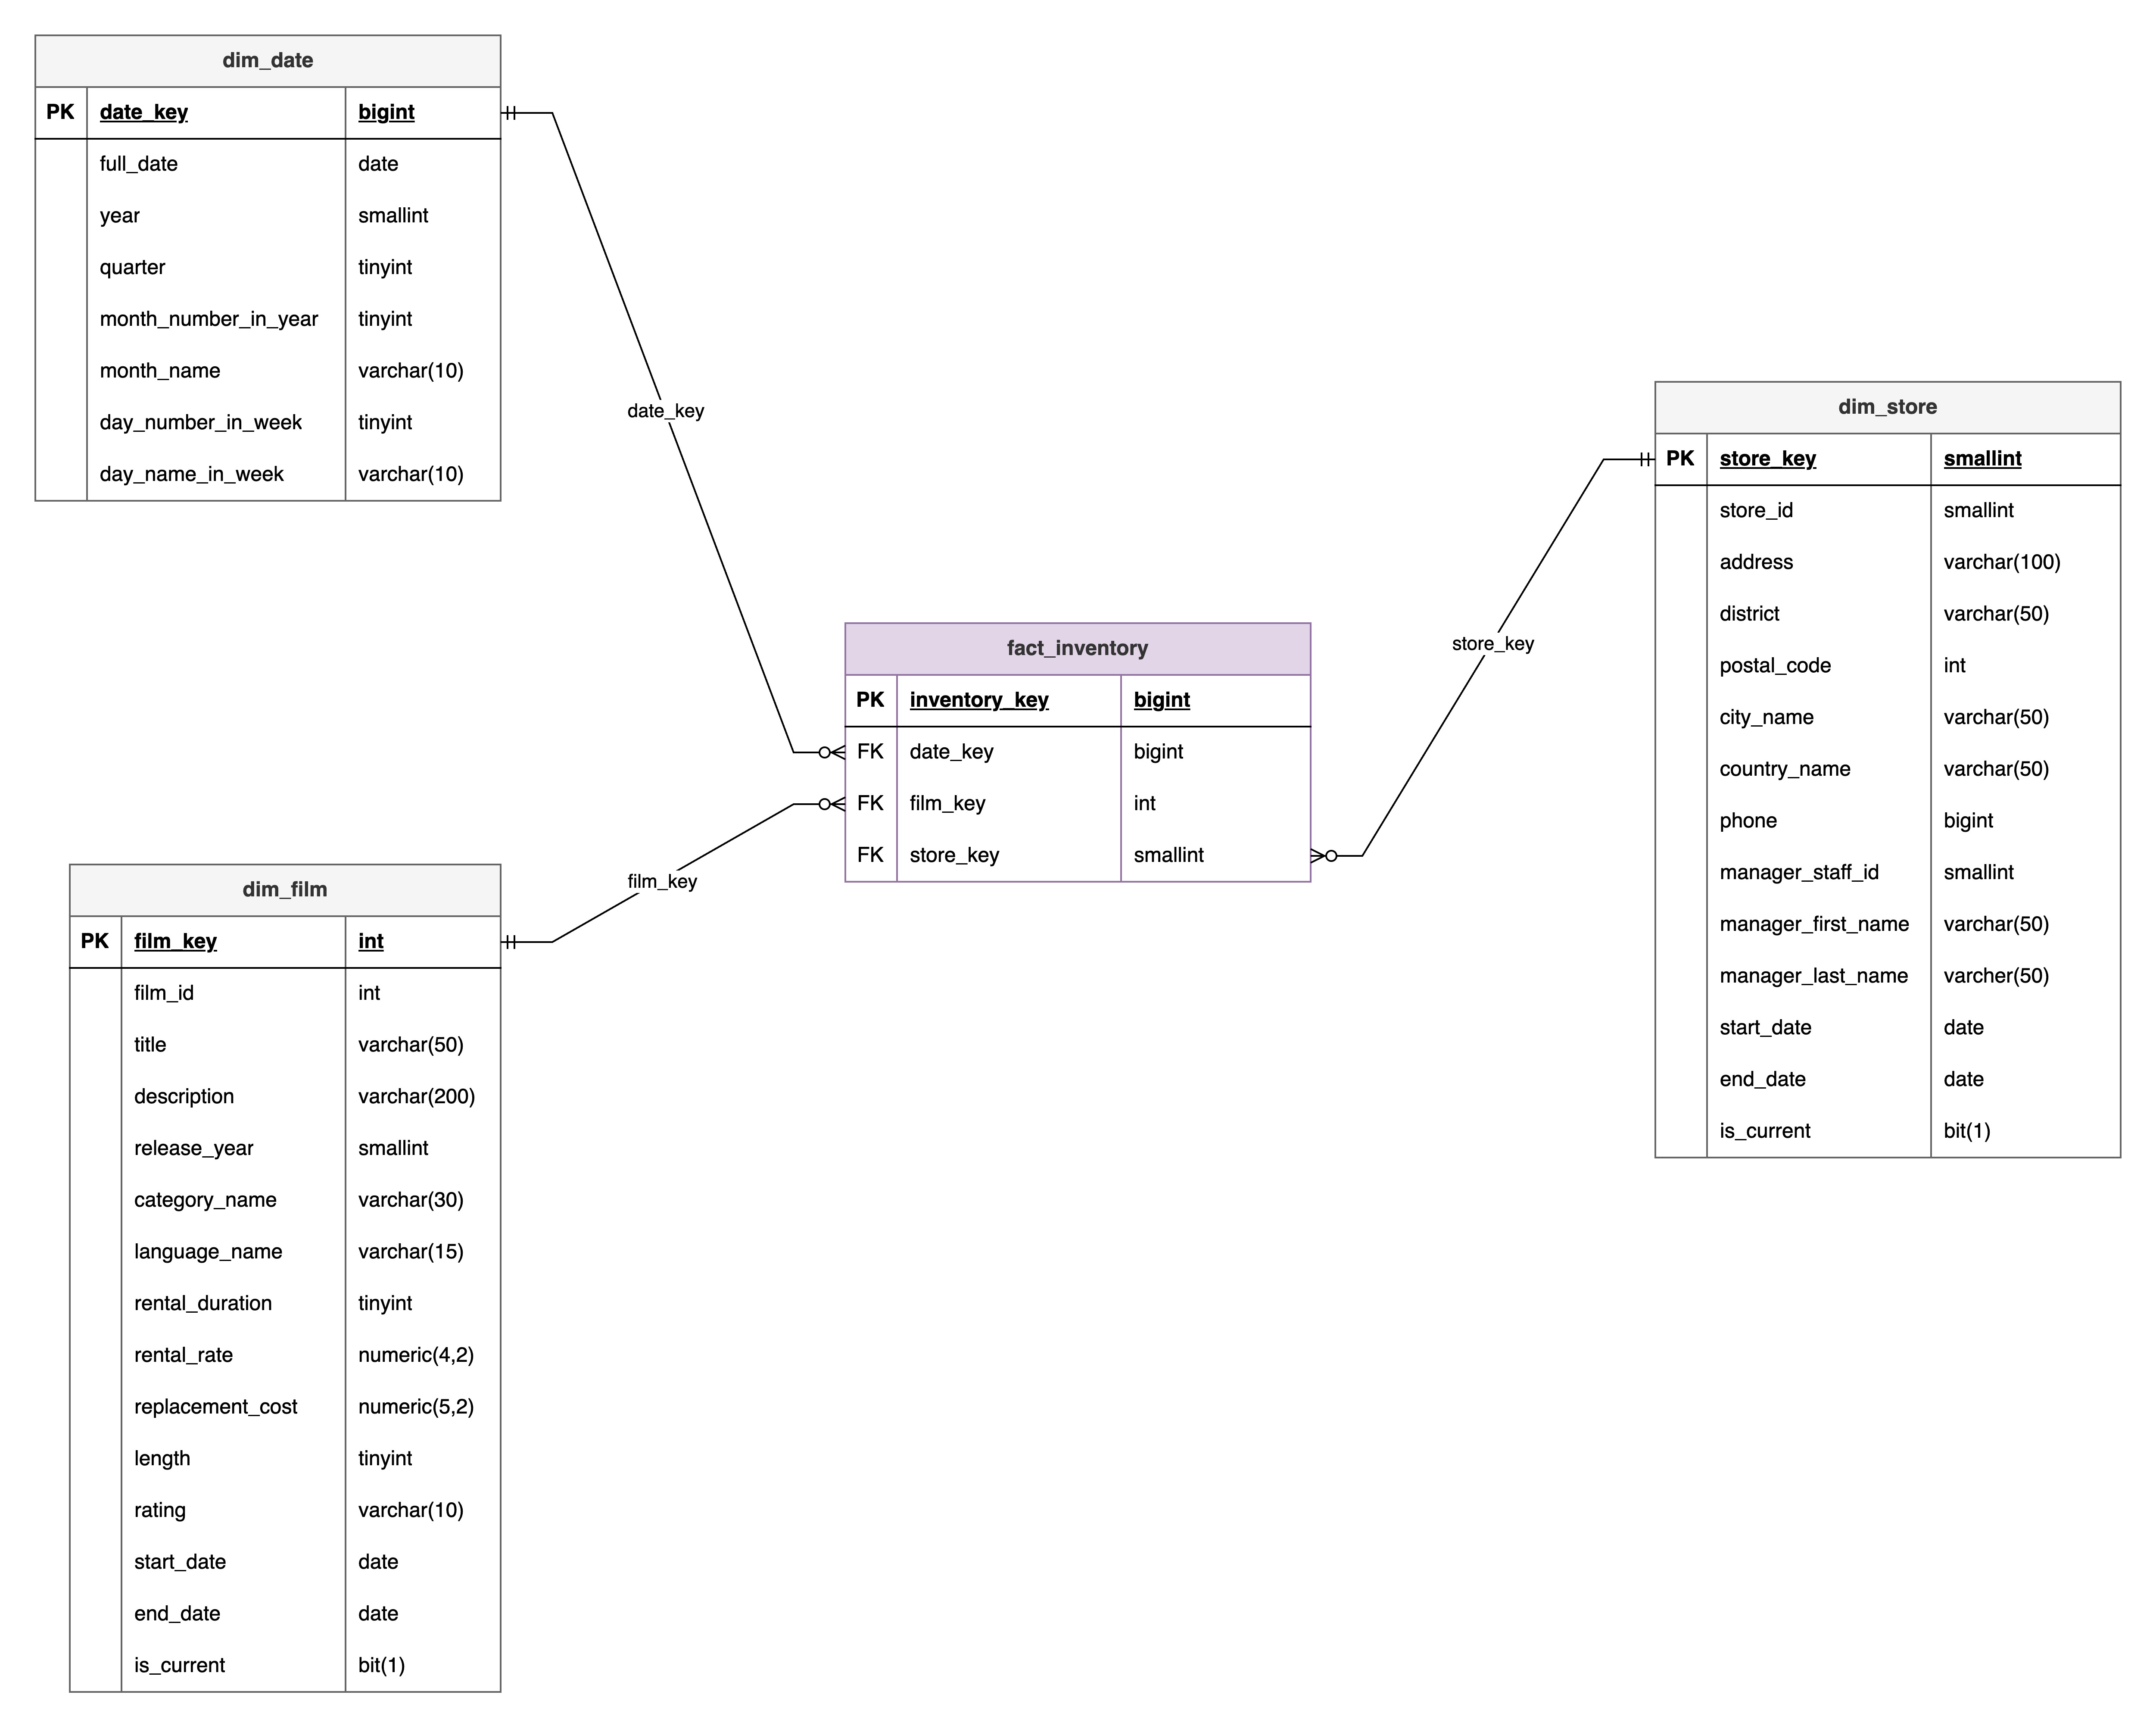 dim_date
PK date_key bigint
full_date date
year smallint
quarter tinyint
month_number_in_year tinyint
month_name varchar(10)
day_number_in_week tinyint
day_name_in_week varchar(10)
date_key
dim_store
PK store_key smallint
store_id smallint
address varchar(100)
district varchar(50)
postal_code int
city_name varchar(50)
country_name varchar(50)
phone bigint
manager_staff_id smallint
manager_first_name varchar(50)
manager_last_name varcher(50)
start_date date
end_date date
is_current bit(1)
store_key
fact_inventory
PK inventory_key bigint
FK date_key bigint
FK film_key int
FK store_key smallint
film_key
dim_film
PK film_key int
film_id int
title varchar(50)
description varchar(200)
release_year smallint
category_name varchar(30)
language_name varchar(15)
rental_duration tinyint
rental_rate numeric(4,2)
replacement_cost numeric(5,2)
length tinyint
rating varchar(10)
start_date date
end_date date
is_current bit(1)